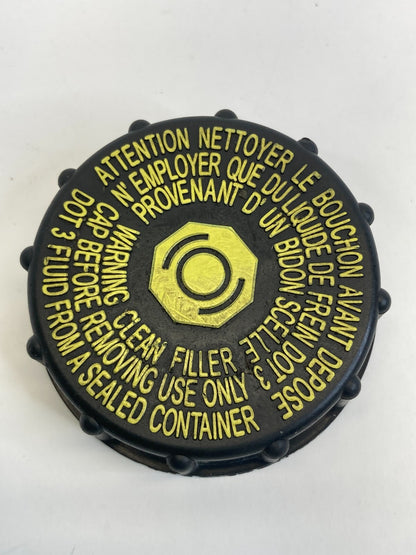 ATTENTION NETTOYER LE BOUCHON AVANT DEPOSE
N' EMPLOYER QUE DU LIQUIDE DE FREIN DOT 3
PROVENANT D' UN BIDON SCELLE
WARNING CLEAN FILLER
CAP BEFORE REMOVING USE ONLY
DOT 3 FLUID FROM A SEALED CONTAINER